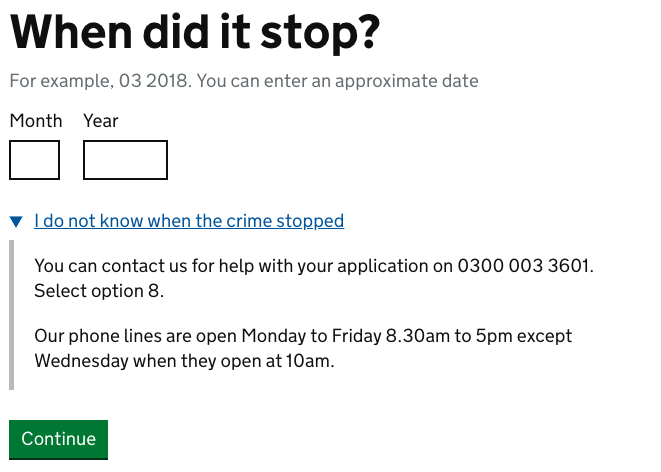 When did it stop?
For example, 03 2018. You can enter an approximate date
Month Year
I do not know when the crime stopped
You can contact us for help with your application on 0300 003 3601.
Select option 8.
Our phone lines are open Monday to Friday 8.30am to 5pm except
Wednesday when they open at 10am.
Continue